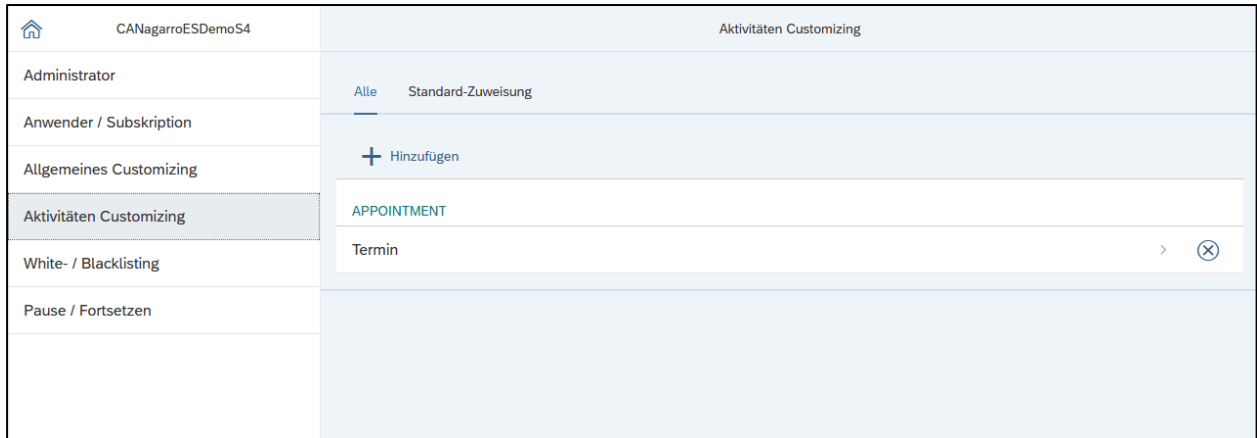 CANagarroESDemoS4
Administrator
Anwender / Subskription
Allgemeines Customizing
Aktivitäten Customizing
White- / Blacklisting
Pause / Fortsetzen
Aktivitäten Customizing
Alle Standard-Zuweisung
Hinzufügen
APPOINTMENT
Termin